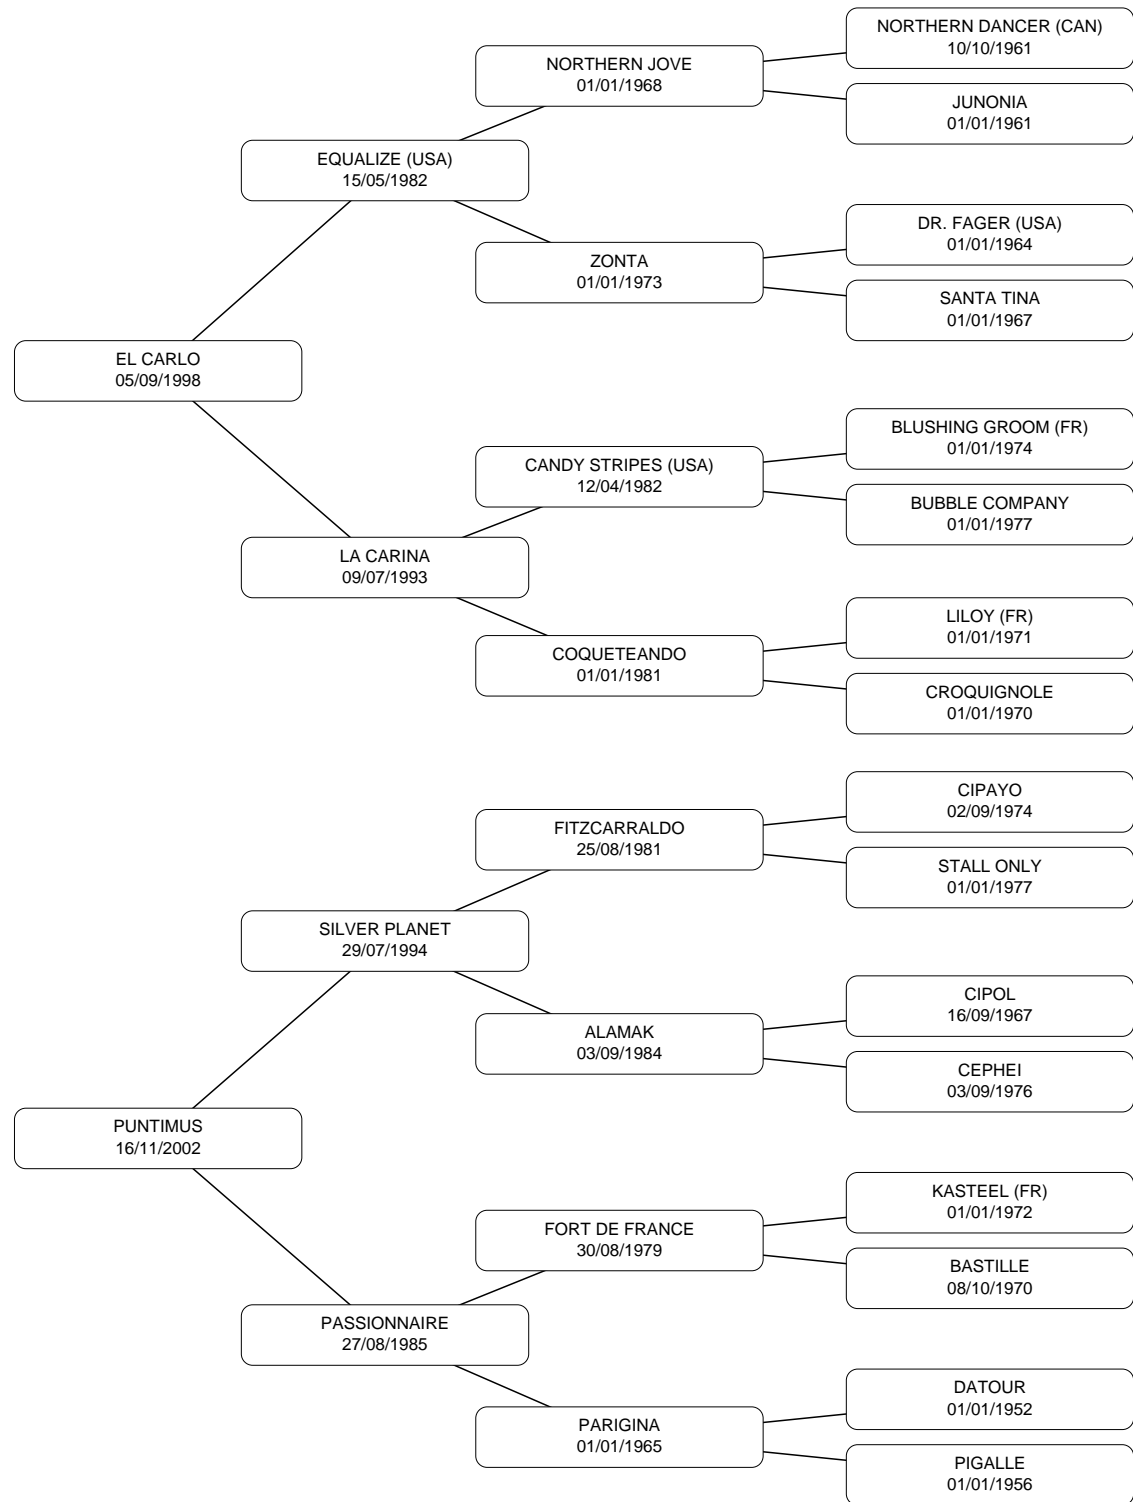 NORTHERN DANCER (CAN)
10/10/1961
NORTHERN JOVE
01/01/1968
JUNONIA
01/01/1961
EQUALIZE (USA)
15/05/1982
DR. FAGER (USA)
01/01/1964
ZONTA
01/01/1973
SANTA TINA
01/01/1967
EL CARLO
05/09/1998
BLUSHING GROOM (FR)
01/01/1974
CANDY STRIPES (USA)
12/04/1982
BUBBLE COMPANY
01/01/1977
LA CARINA
09/07/1993
LILOY (FR)
01/01/1971
COQUETEANDO
01/01/1981
CROQUIGNOLE
01/01/1970
CIPAYO
02/09/1974
FITZCARRALDO
25/08/1981
STALL ONLY
01/01/1977
SILVER PLANET
29/07/1994
CIPOL
16/09/1967
ALAMAK
03/09/1984
CEPHEI
03/09/1976
PUNTIMUS
16/11/2002
KASTEEL (FR)
01/01/1972
FORT DE FRANCE
30/08/1979
BASTILLE
08/10/1970
PASSIONNAIRE
27/08/1985
DATOUR
01/01/1952
PARIGINA
01/01/1965
PIGALLE
01/01/1956